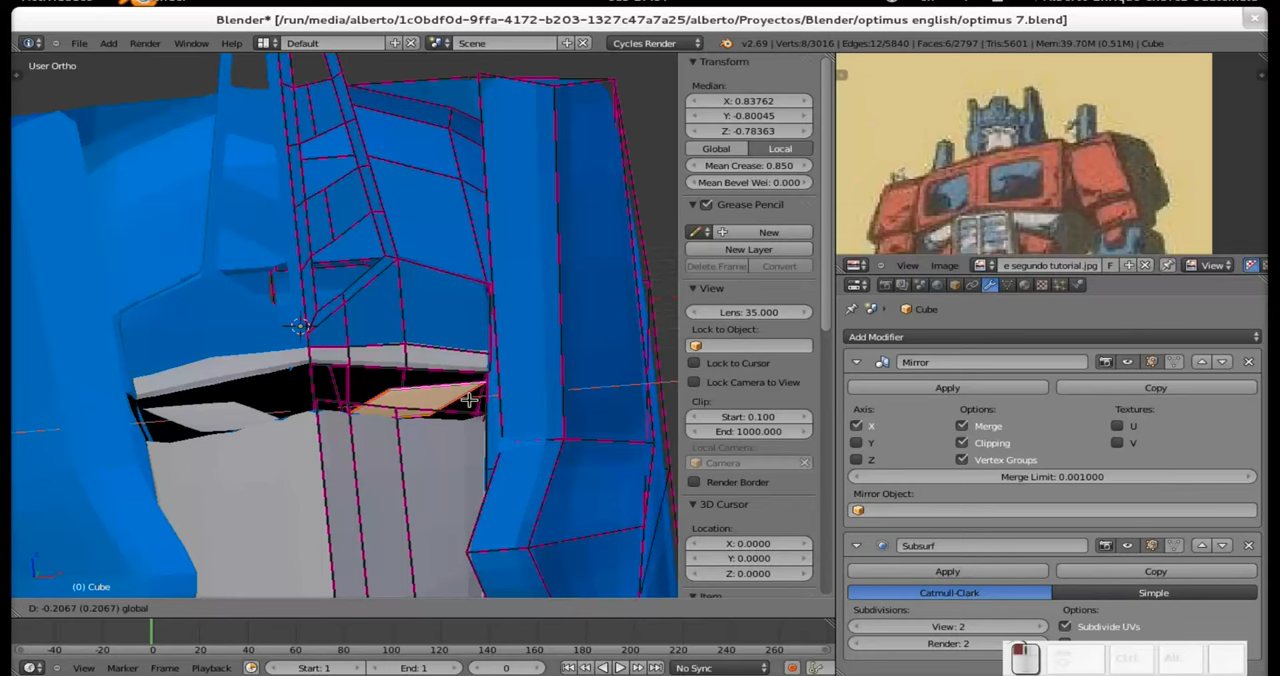 Blender* [/run/media/alberto/1c0bdf0d-9ffa-4172-b203-1327c47a7a25/alberto/Proyectos/Blender/optimus english/optimus 7.blend]
File Add Render Window Help Default Scene Cycles Render v2.69 | Verts:8/3016 | Edges:12/5840 | Faces:6/2797 | Tris:5601 | Mem:39.70M (0.51M) | Cube
User Ortho
Transform
Median:
X: 0.83762
Y: -0.80045
Z: -0.78363
Global Local
Mean Crease: 0.850
Mean Bevel Wei: 0.000
Grease Pencil
New
New Layer
Delete Frame Convert
View
Lens: 35.000
Lock to Object:
Lock to Cursor
Lock Camera to View
Clip:
Start: 0.100
End: 1000.000
Local Camera:
Camera
Render Border
3D Cursor
Location:
X: 0.0000
Y: 0.0000
Z: 0.0000
Item
(0) Cube
D: -0.2067 (0.2067) global
View Image e segundo tutorial.jpg F View
Cube
Add Modifier
Mirror
Apply Copy
Axis: Options: Textures:
X Merge U
Y Clipping V
Z Vertex Groups
Merge Limit: 0.001000
Mirror Object:
Subsurf
Apply Copy
Catmull-Clark Simple
Subdivisions: Options:
View: 2 Subdivide UVs
Render: 2
-40 -20 0 20 40 60 80 100 120 140 160 180 200 220 240 260
View Marker Frame Playback Start: 1 End: 1 0 No Sync
Ctrl Alt